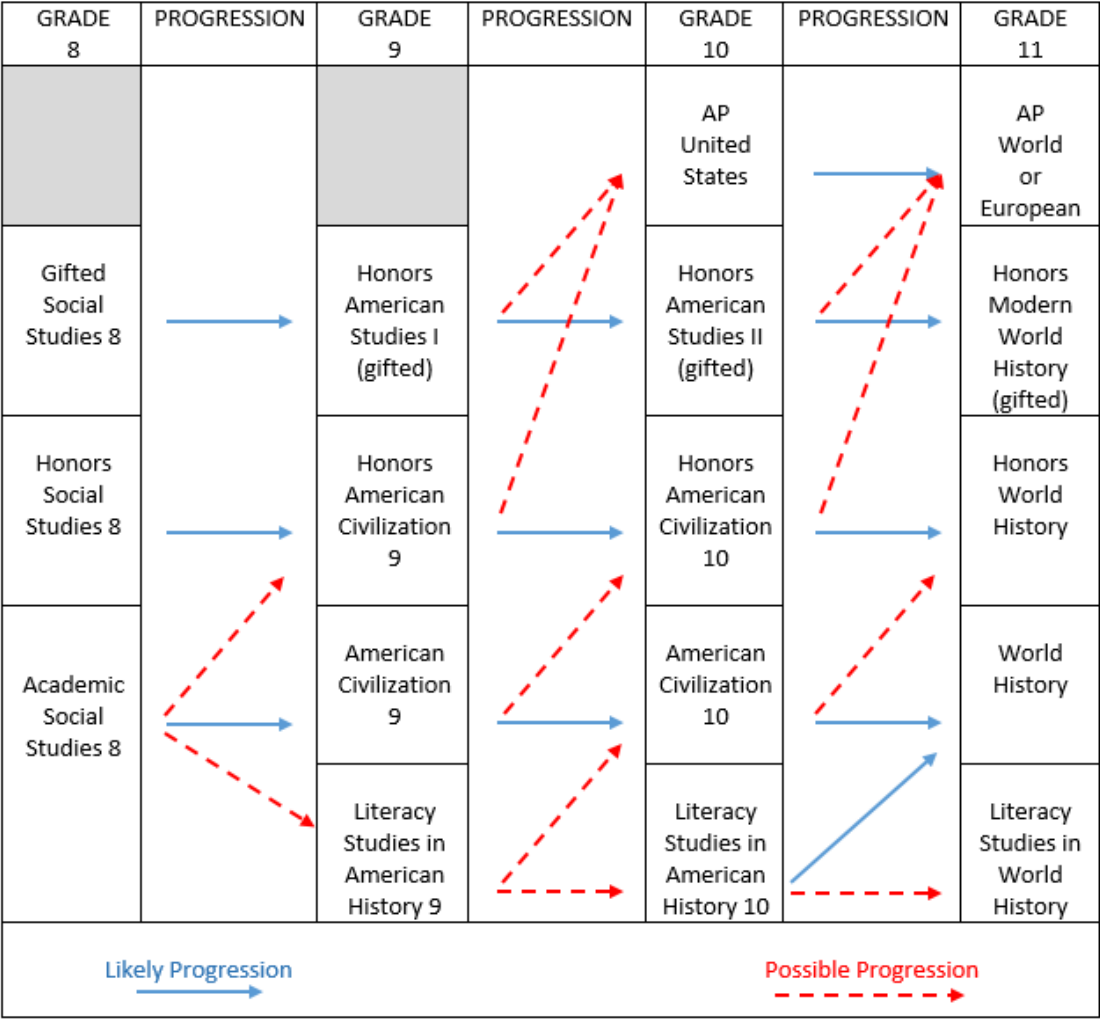 GRADE
8
PROGRESSION
GRADE
9
PROGRESSION
GRADE
10
PROGRESSION
GRADE
11
AP
United
States
AP
World
or
European
Gifted
Social
Studies 8
Honors
American
Studies I
(gifted)
Honors
American
Studies II
(gifted)
Honors
Modern
World
History
(gifted)
Honors
Social
Studies 8
Honors
American
Civilization
9
Honors
American
Civilization
10
Honors
World
History
Academic
Social
Studies 8
American
Civilization
9
American
Civilization
10
World
History
Literacy
Studies in
American
History 9
Literacy
Studies in
American
History 10
Literacy
Studies in
World
History
Likely Progression
Possible Progression